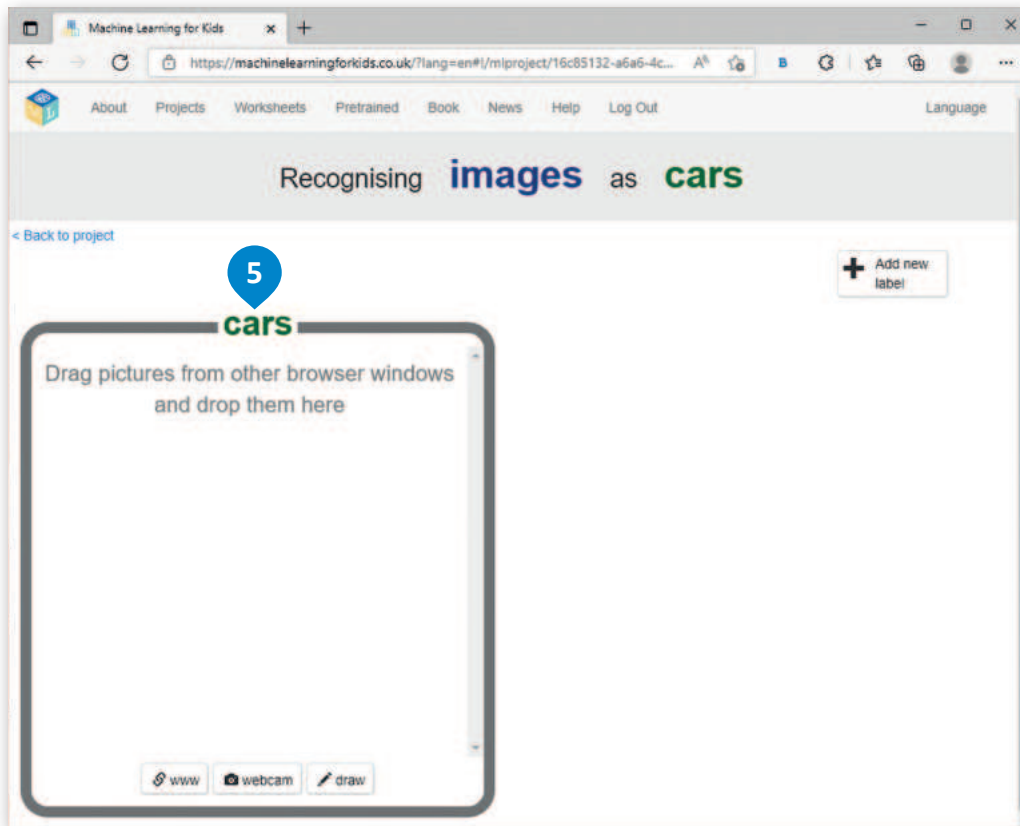 Machine Learning for Kids
https://machinelearningforkids.co.uk/?lang=en#!/mlproject/16c85132-a6a6-4c...
About Projects Worksheets Pretrained Book News Help Log Out Language
Recognising images as cars
< Back to project
Add new
label
5
cars
Drag pictures from other browser windows
and drop them here
www webcam draw